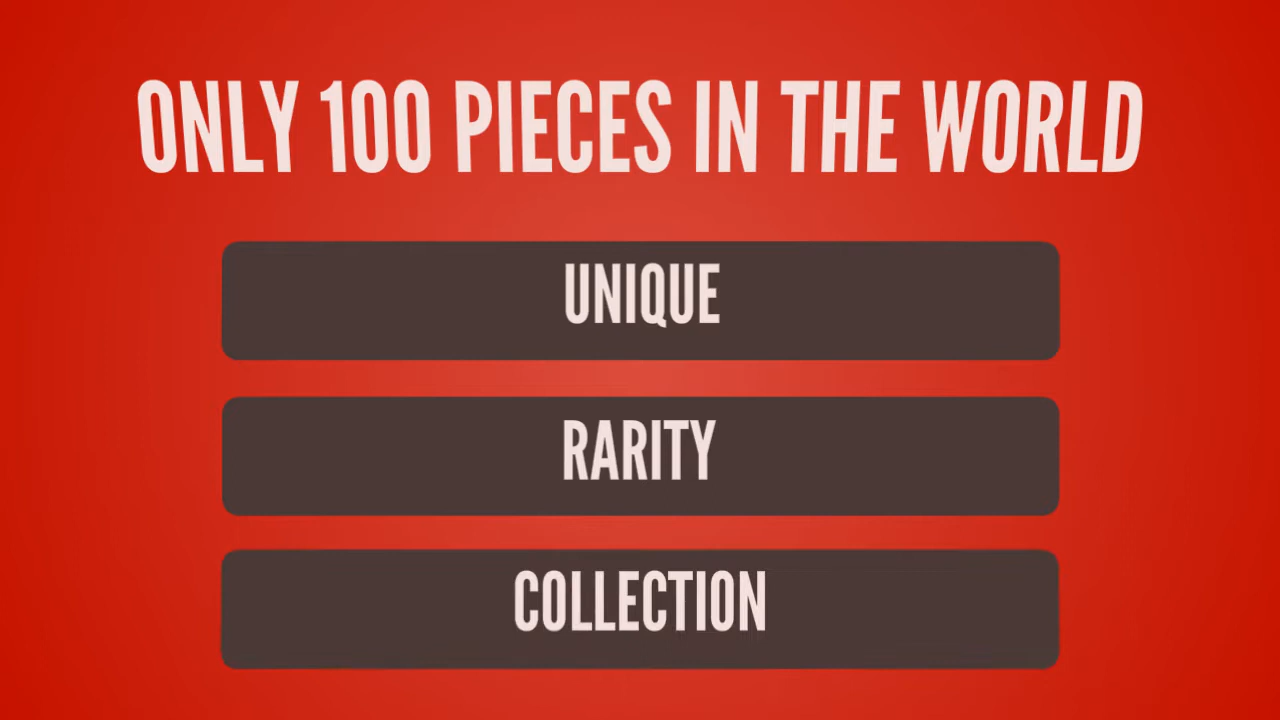 ONLY 100 PIECES IN THE WORLD
UNIQUE
RARITY
COLLECTION